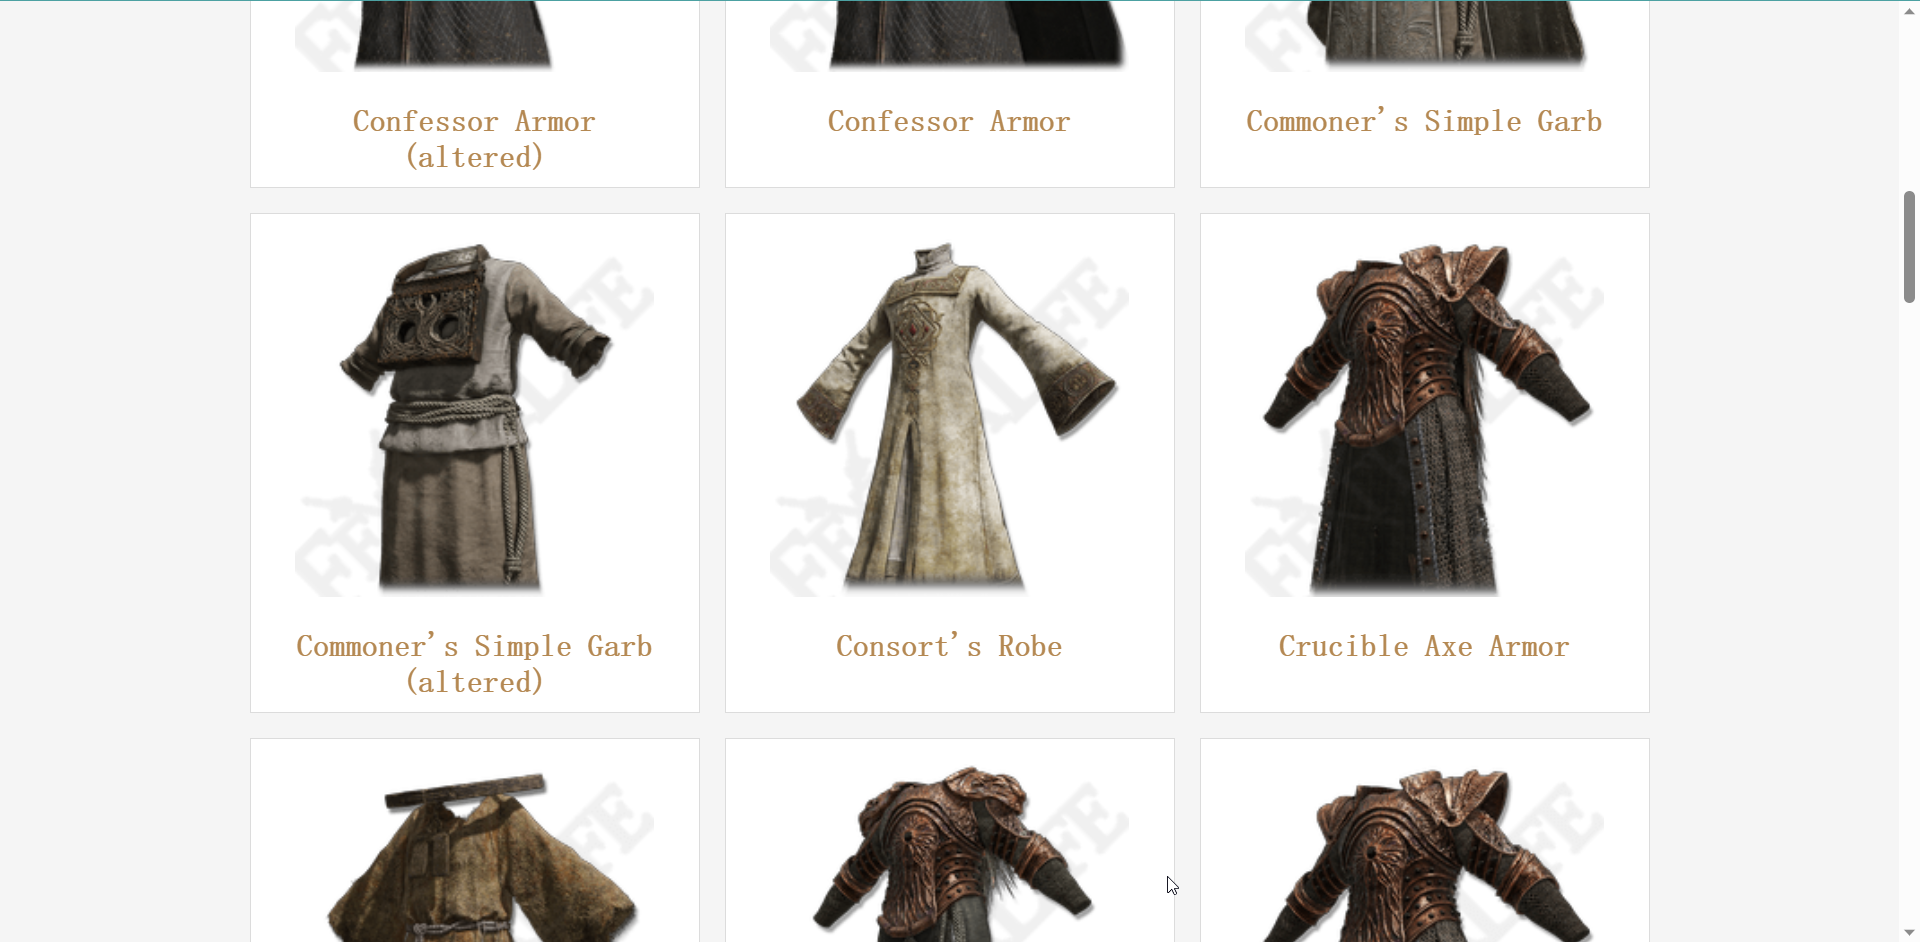 Confessor Armor
(altered)
Confessor Armor
Commoner's Simple Garb
Commoner's Simple Garb
(altered)
Consort's Robe
Crucible Axe Armor